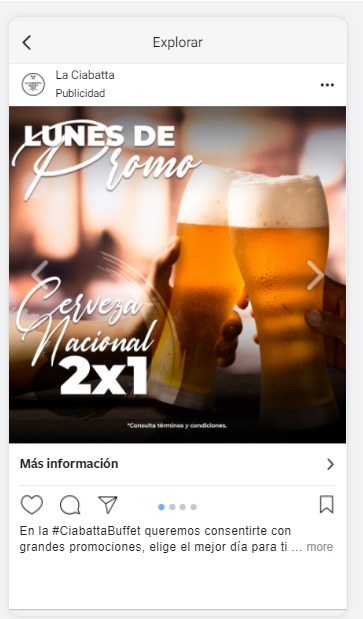 Explorar
La Ciabatta
Publicidad
LUNES DE
Promo
Cerveza
Nacional
2x1
*Consulta términos y condiciones.
Más información
En la #CiabattaBuffet queremos consentirte con
grandes promociones, elige el mejor día para ti ... more